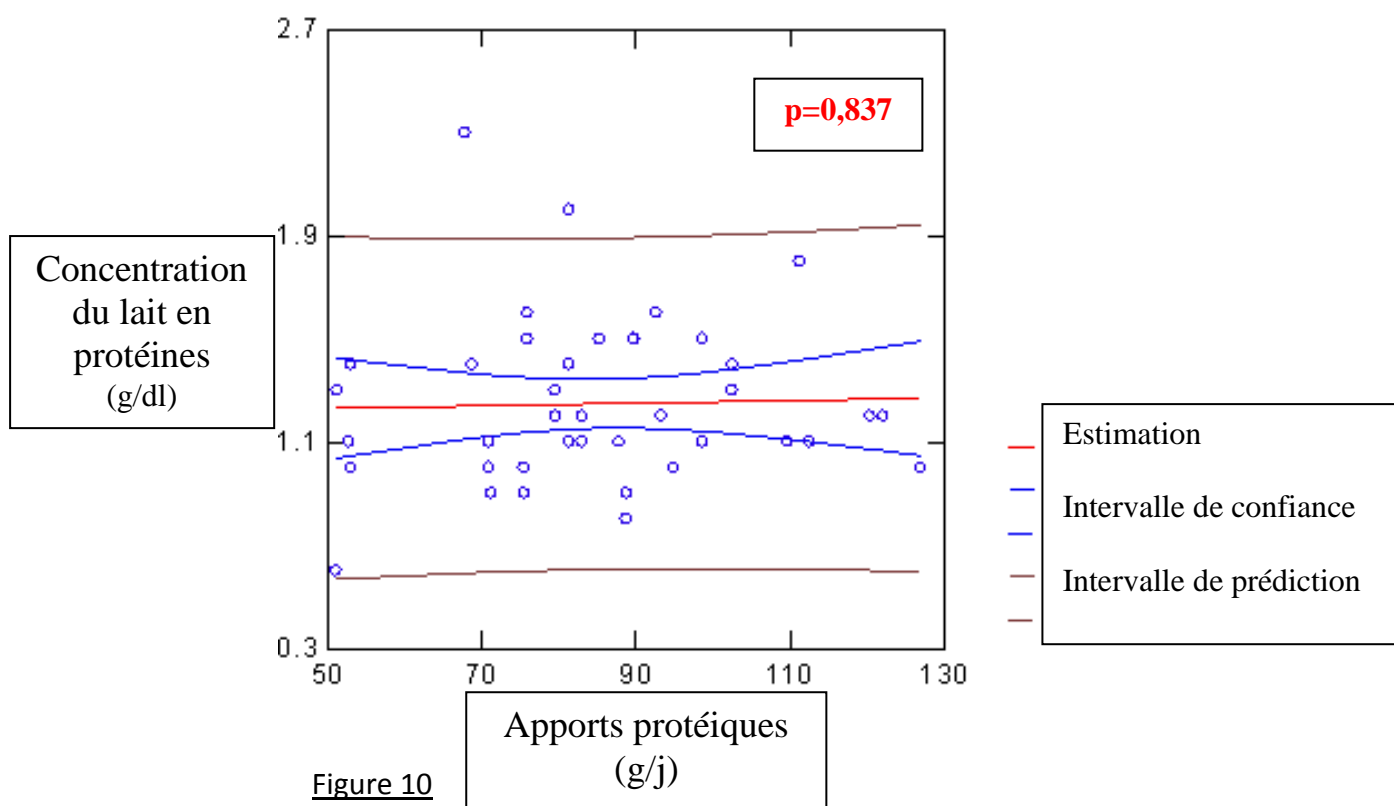 2.7
p=0,837
1.9
Concentration
du lait en
protéines
(g/dl)
1.1
0.3
50
70
90
110
130
Apports protéiques
(g/j)
Estimation
Intervalle de confiance
Intervalle de prédiction
Figure 10